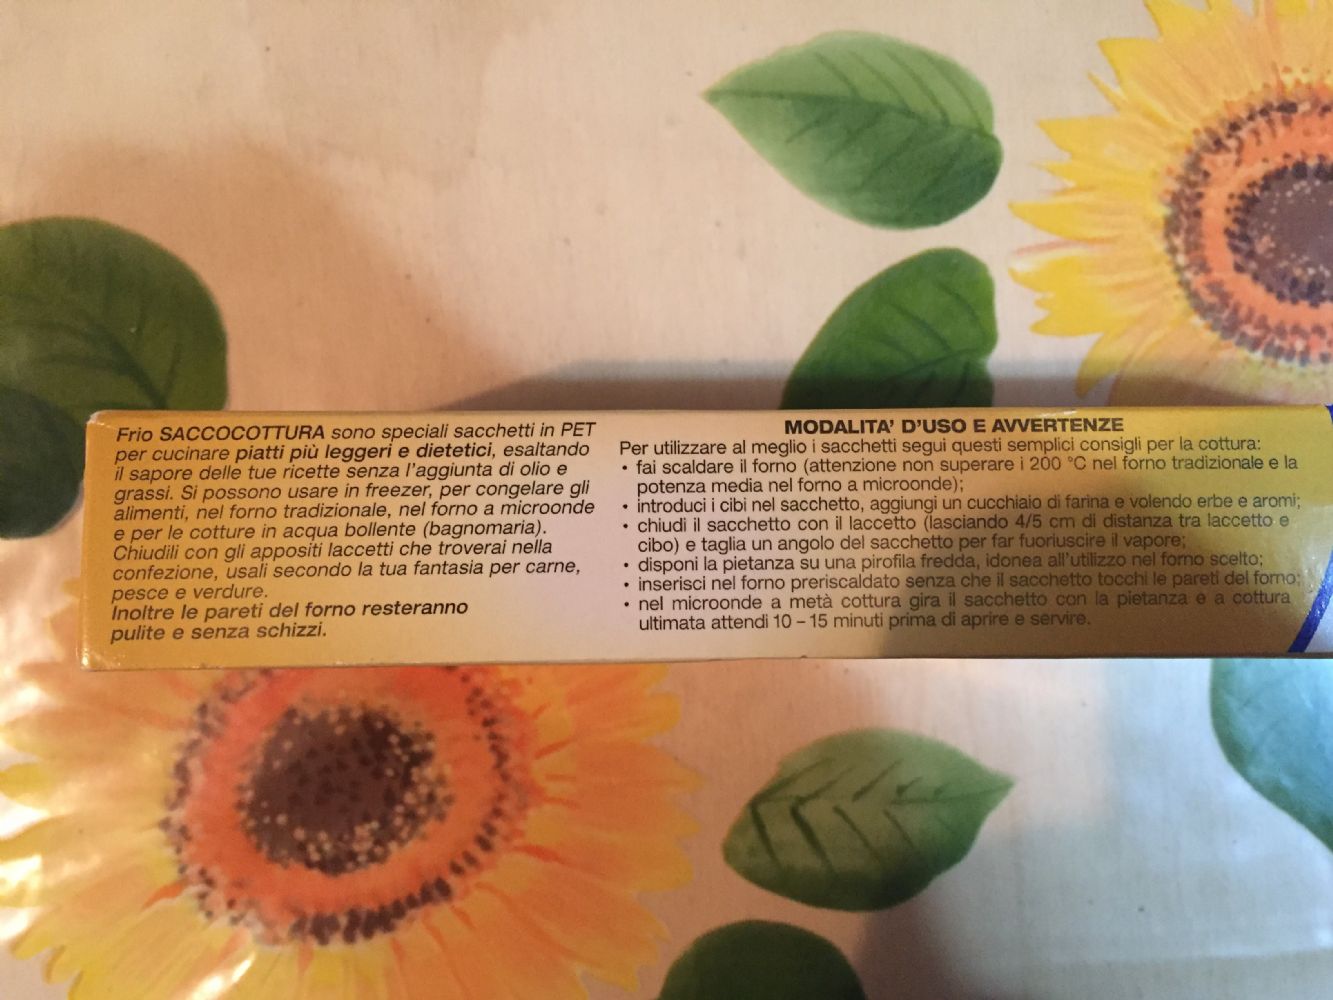 Frio SACCOCOTTURA sono speciali sacchetti in PET
per cucinare piatti più leggeri e dietetici, esaltando
il sapore delle tue ricette senza l'aggiunta di olio e
grassi. Si possono usare in freezer, per congelare gli
alimenti, nel forno tradizionale, nel forno a microonde
e per le cotture in acqua bollente (bagnomaria).
Chiudili con gli appositi laccetti che troverai nella
confezione, usali secondo la tua fantasia per carne,
pesce e verdure.
Inoltre le pareti del forno resteranno
pulite e senza schizzi.
MODALITA' D'USO E AVVERTENZE
Per utilizzare al meglio i sacchetti segui questi semplici consigli per la cottura:
• fai scaldare il forno (attenzione non superare i 200 °C nel forno tradizionale e la
potenza media nel forno a microonde);
• introduci i cibi nel sacchetto, aggiungi un cucchiaio di farina e volendo erbe e aromi;
• chiudi il sacchetto con il laccetto (lasciando 4/5 cm di distanza tra laccetto e
cibo) e taglia un angolo del sacchetto per far fuoriuscire il vapore;
• disponi la pietanza su una pirofila fredda, idonea all'utilizzo nel forno scelto;
• inserisci nel forno preriscaldato senza che il sacchetto tocchi le pareti del forno;
• nel microonde a metà cottura gira il sacchetto con la pietanza e a cottura
ultimata attendi 10 – 15 minuti prima di aprire e servire.